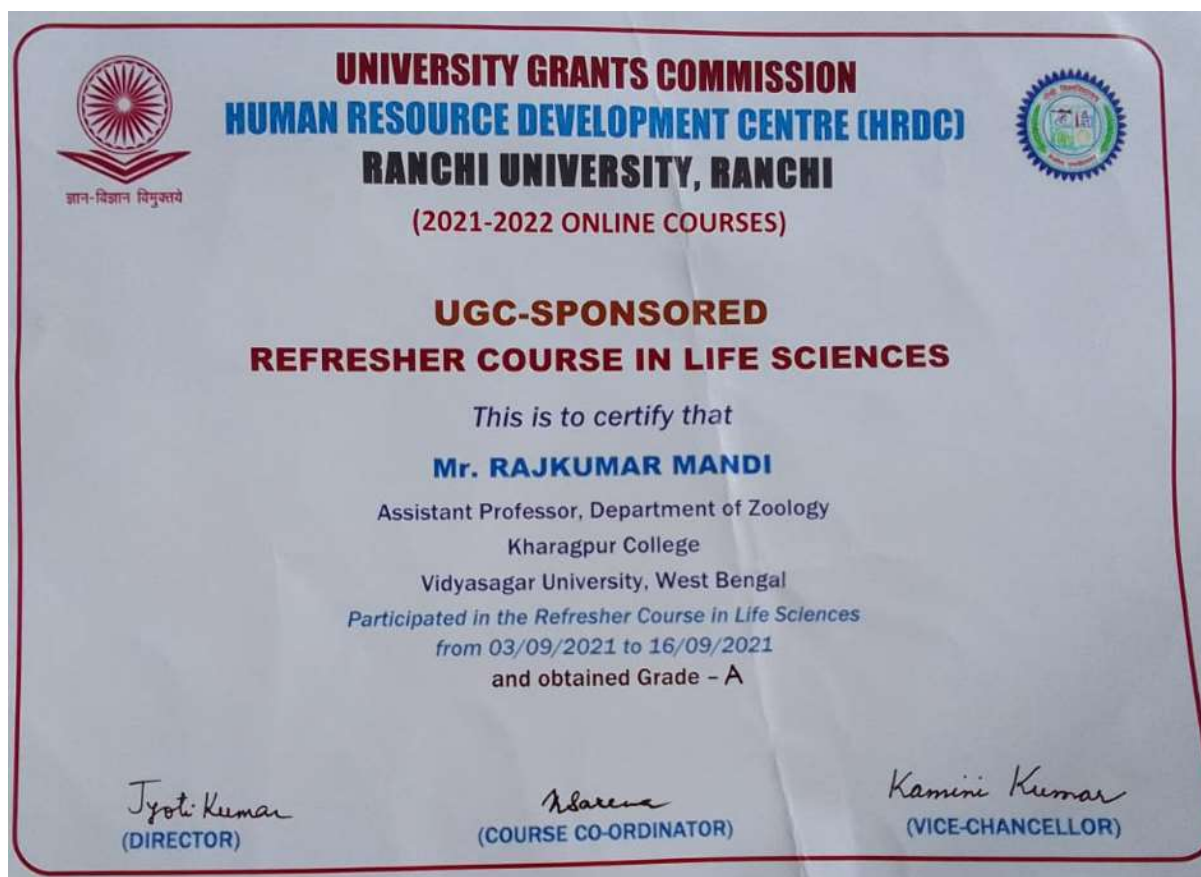 UNIVERSITY GRANTS COMMISSION
HUMAN RESOURCE DEVELOPMENT CENTRE (HRDC)
RANCHI UNIVERSITY, RANCHI
ज्ञान-विज्ञान विमुक्तये
(2021-2022 ONLINE COURSES)
UGC-SPONSORED
REFRESHER COURSE IN LIFE SCIENCES
This is to certify that
Mr. RAJKUMAR MANDI
Assistant Professor, Department of Zoology
Kharagpur College
Vidyasagar University, West Bengal
Participated in the Refresher Course in Life Sciences
from 03/09/2021 to 16/09/2021
and obtained Grade – A
Jyoti Kumar
(DIRECTOR)
(COURSE CO-ORDINATOR)
Kamini Kumar
(VICE-CHANCELLOR)